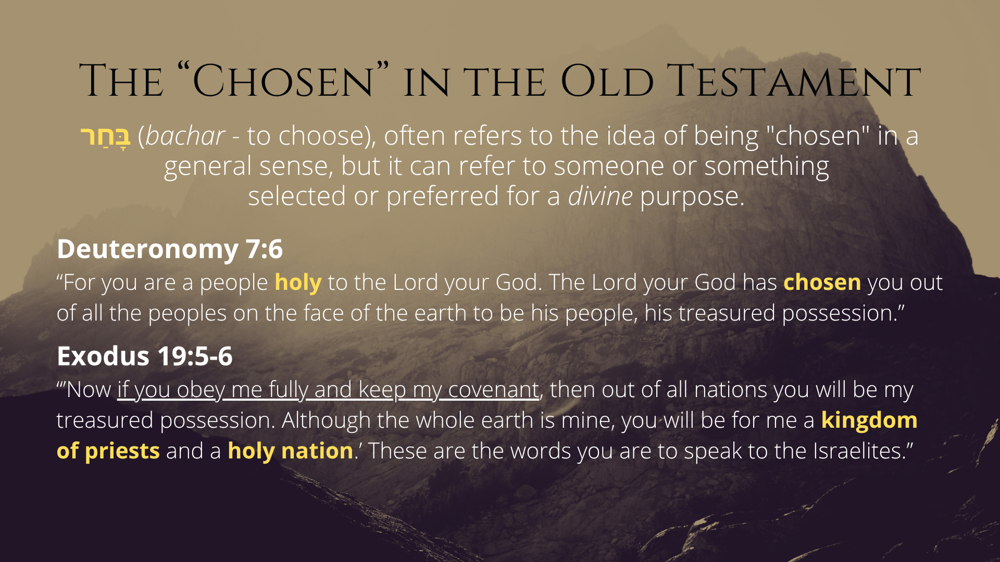 The “Chosen” in the Old Testament
בָּחַר (bachar - to choose), often refers to the idea of being "chosen" in a
general sense, but it can refer to someone or something
selected or preferred for a divine purpose.
Deuteronomy 7:6
“For you are a people holy to the Lord your God. The Lord your God has chosen you out
of all the peoples on the face of the earth to be his people, his treasured possession.”
Exodus 19:5-6
“’Now if you obey me fully and keep my covenant, then out of all nations you will be my
treasured possession. Although the whole earth is mine, you will be for me a kingdom
of priests and a holy nation.’ These are the words you are to speak to the Israelites.”